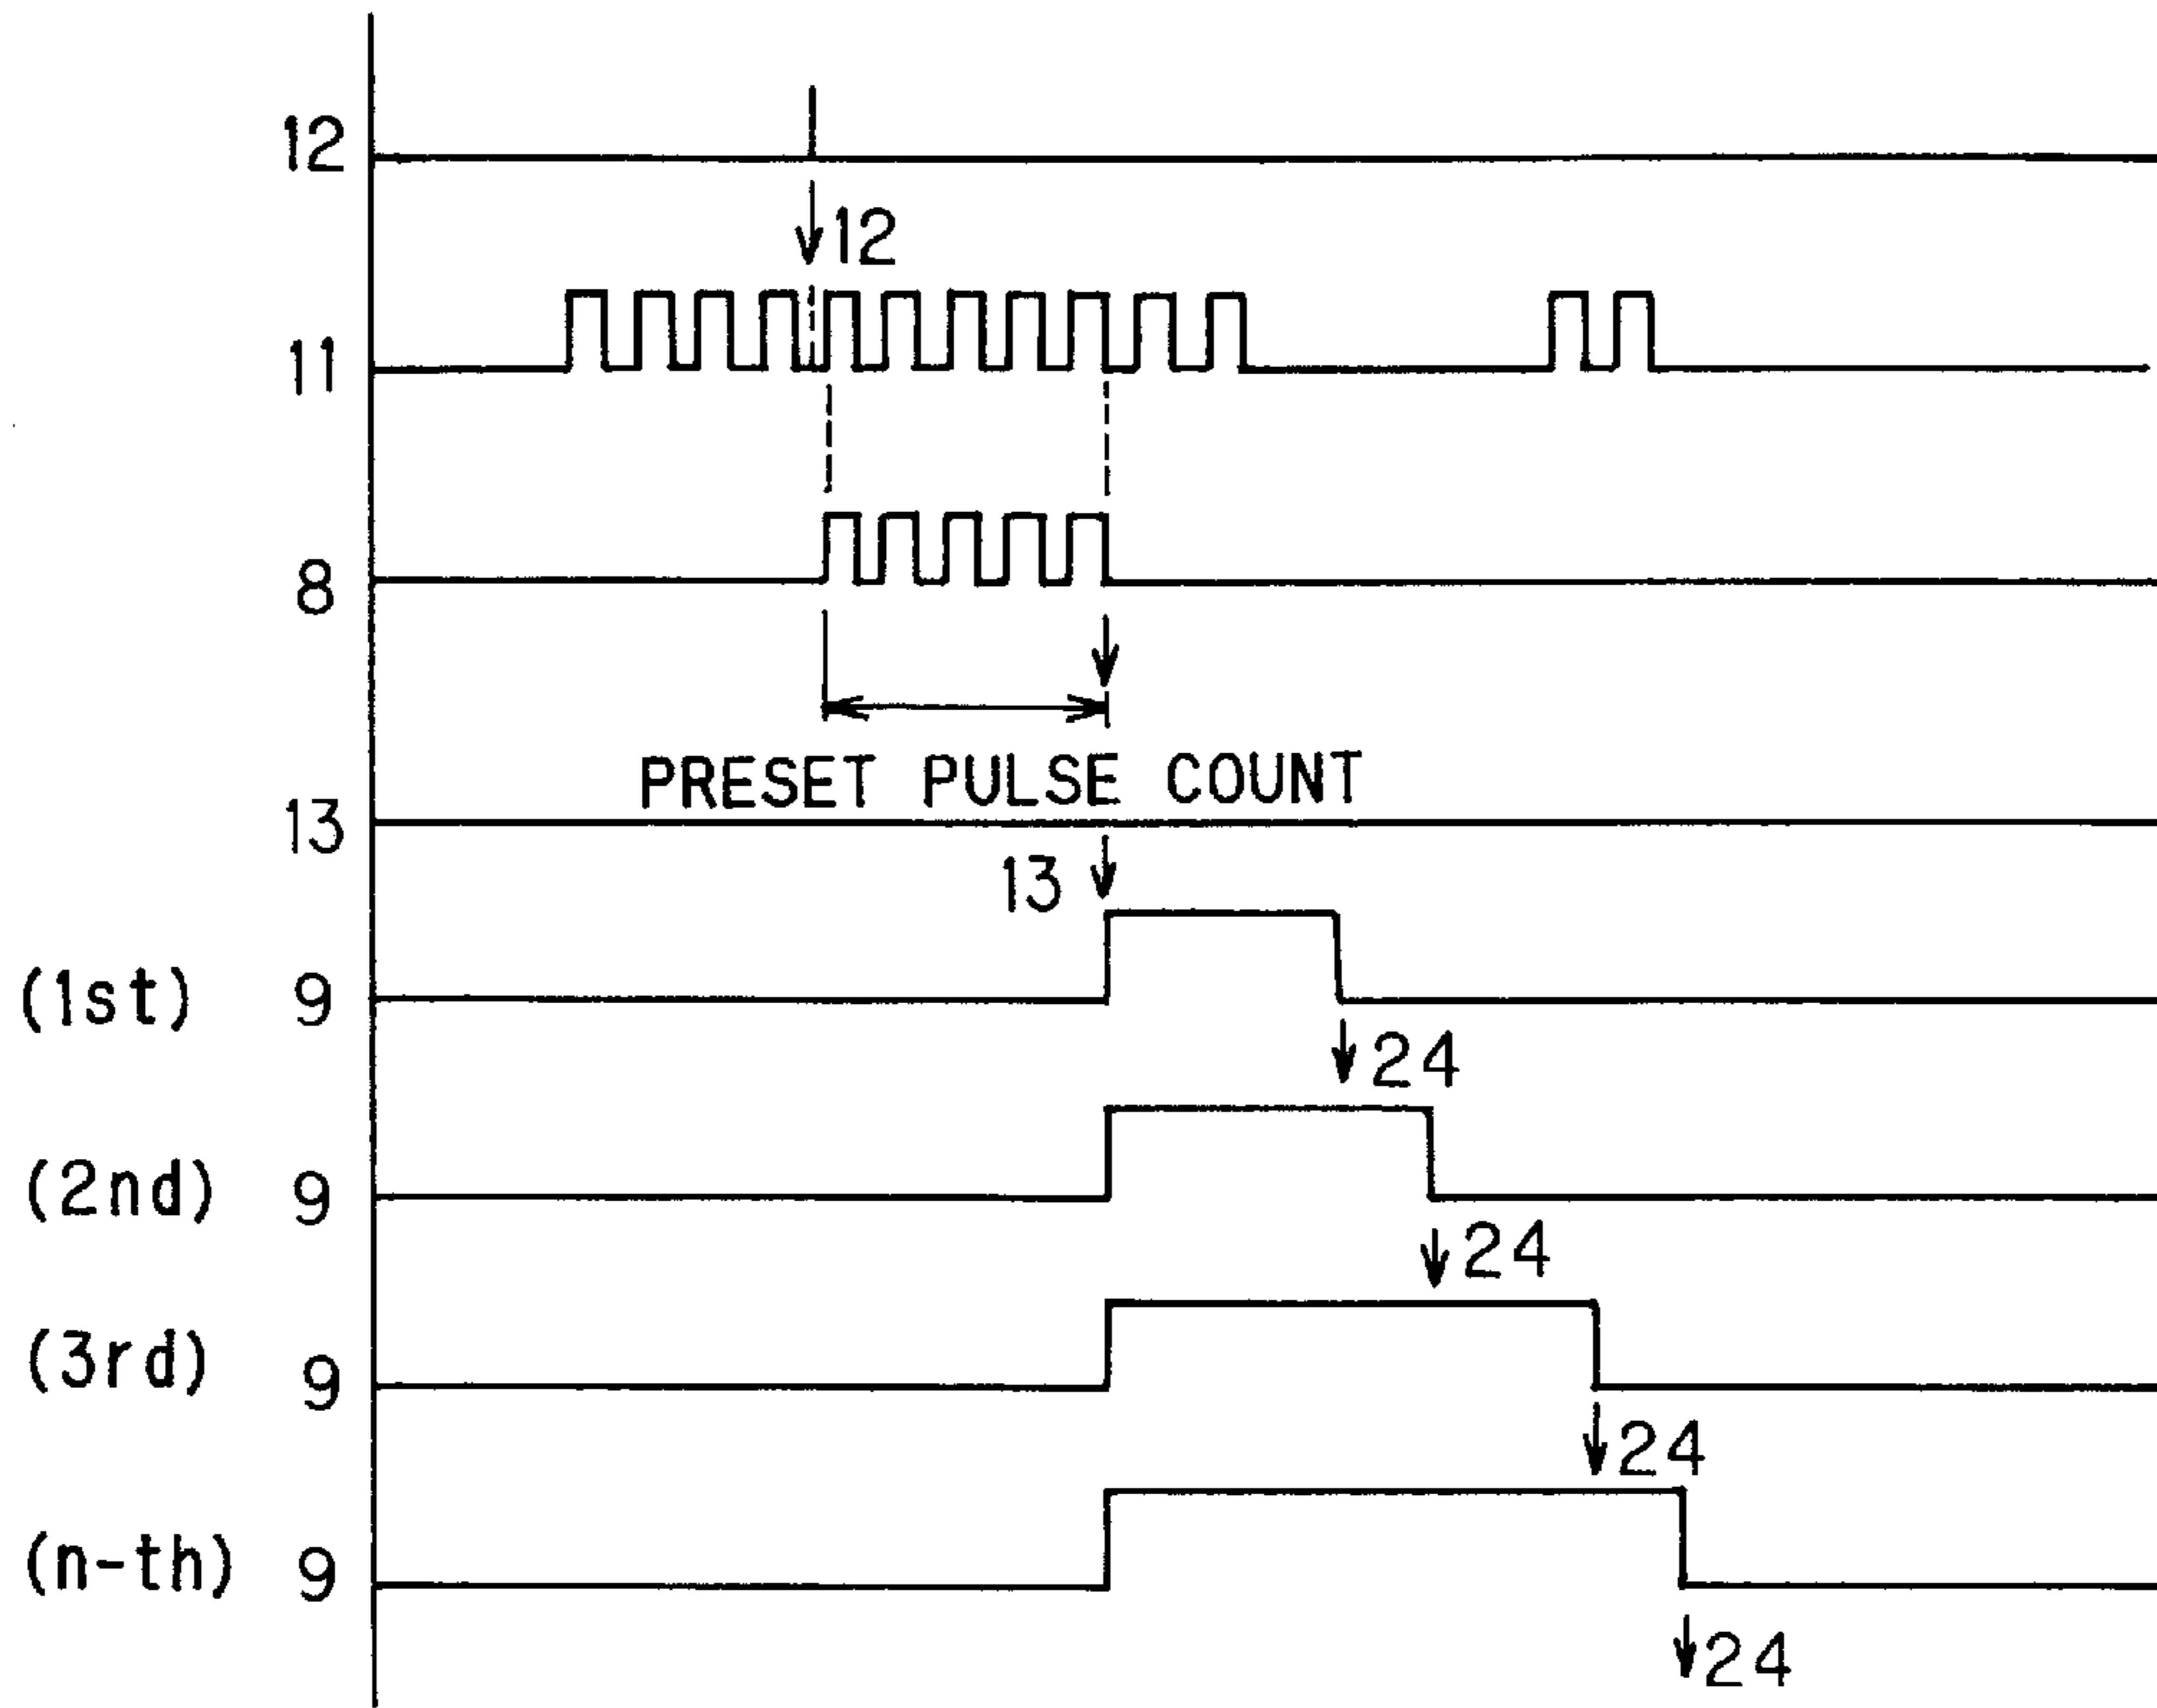 12
12
11
8
PRESET PULSE COUNT
13
13
(1st) 9
24
(2nd) 9
24
(3rd) 9
24
(n-th) 9
24